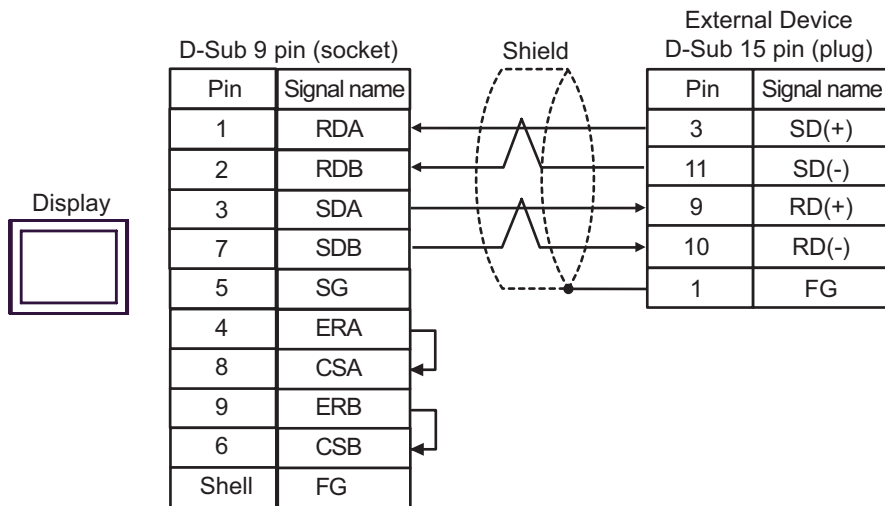 External Device
D-Sub 9 pin (socket) Shield D-Sub 15 pin (plug)
Pin Signal name Pin Signal name
1 RDA 3 SD(+)
2 RDB 11 SD(-)
Display 3 SDA 9 RD(+)
7 SDB 10 RD(-)
5 SG 1 FG
4 ERA
8 CSA
9 ERB
6 CSB
Shell FG